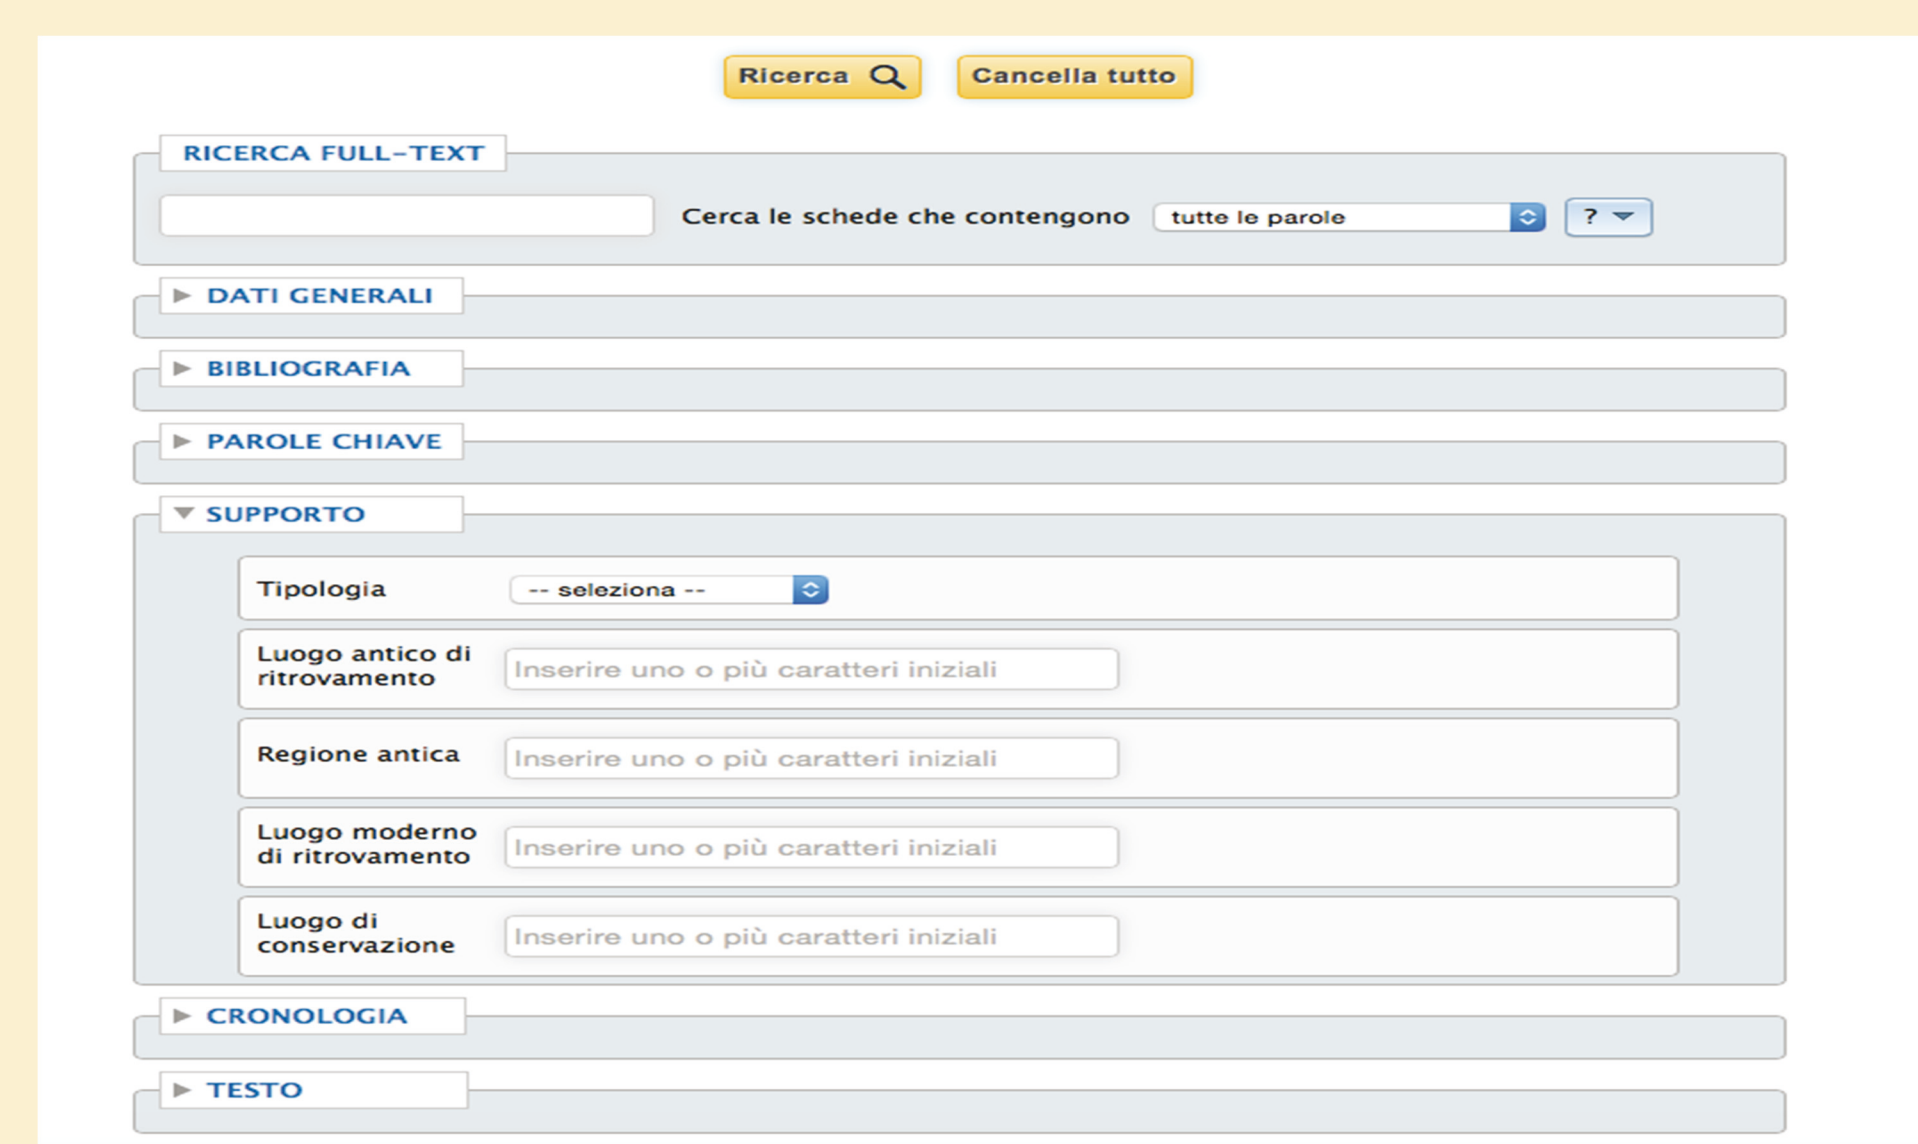 Ricerca
Cancella tutto
RICERCA FULL-TEXT
Cerca le schede che contengono
tutte le parole
?
DATI GENERALI
BIBLIOGRAFIA
PAROLE CHIAVE
SUPPORTO
Tipologia
-- seleziona --
Luogo antico di
ritrovamento
Inserire uno o più caratteri iniziali
Regione antica
Inserire uno o più caratteri iniziali
Luogo moderno
di ritrovamento
Inserire uno o più caratteri iniziali
Luogo di
conservazione
Inserire uno o più caratteri iniziali
CRONOLOGIA
TESTO